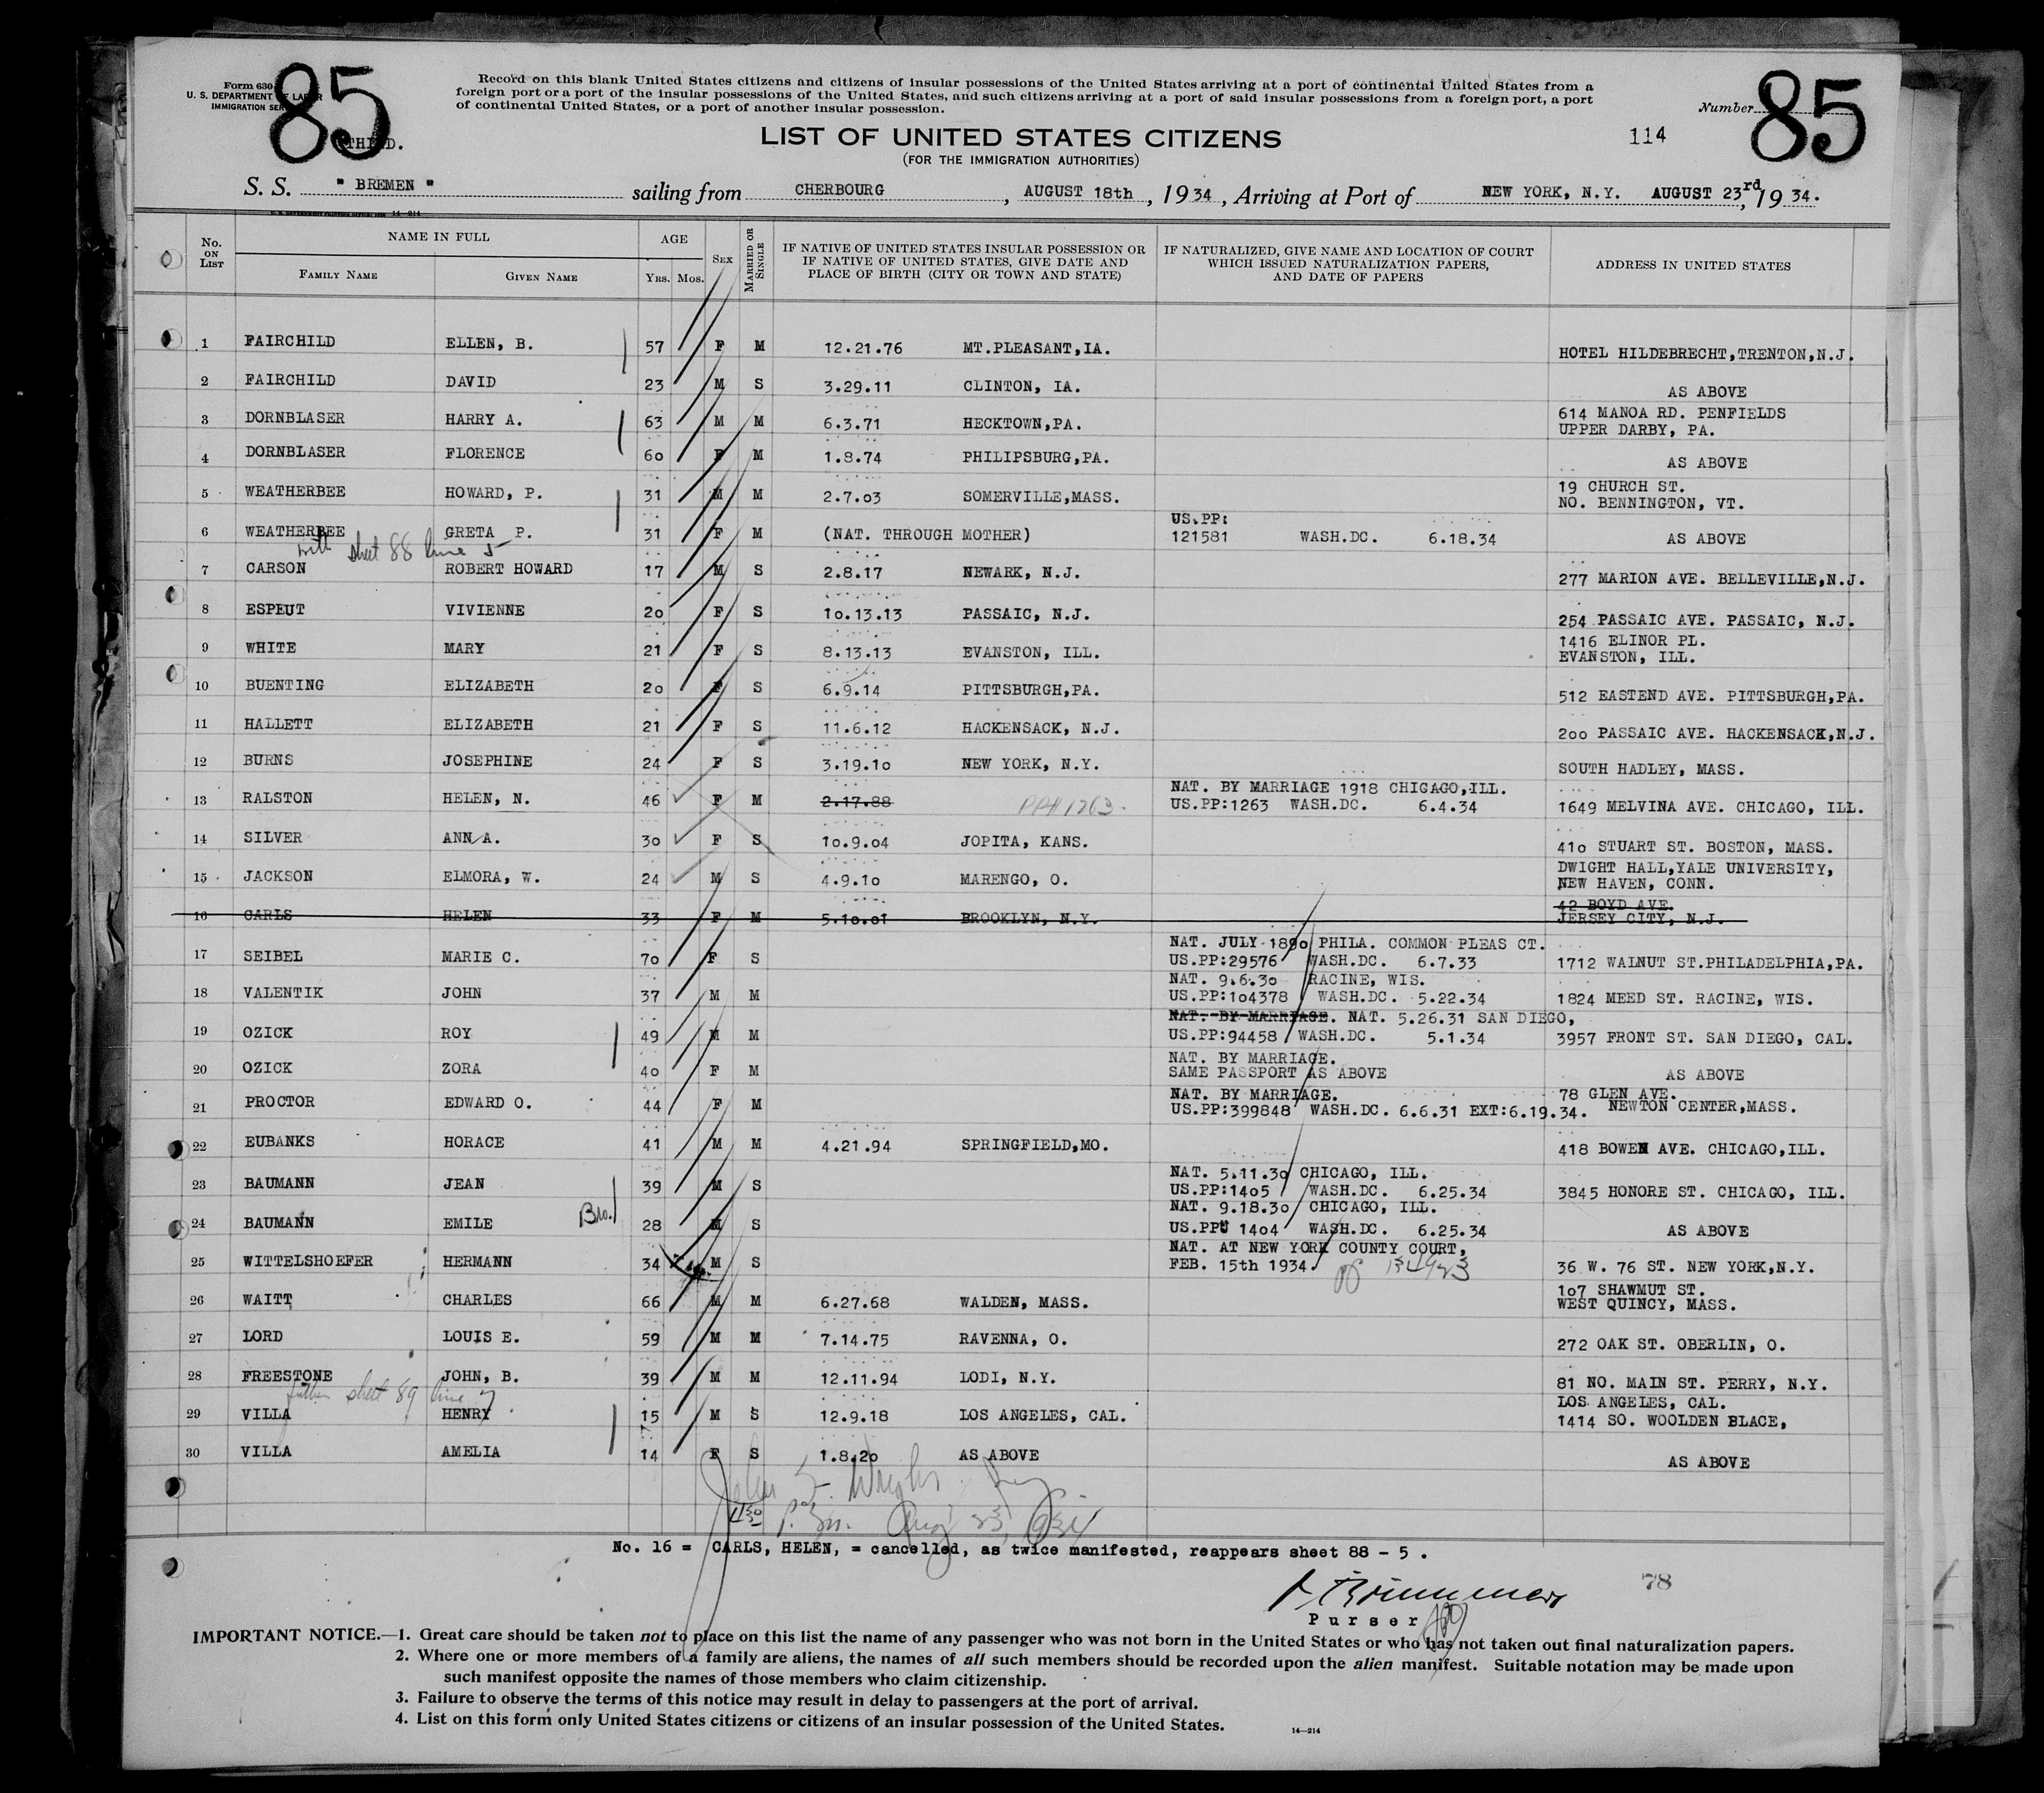 Form 630
U. S. DEPARTMENT OF LABOR
IMMIGRATION SERVICE
85
THIRD.
Record on this blank United States citizens and citizens of insular possessions of the United States arriving at a port of continental United States from a
foreign port or a port of the insular possessions of the United States, and such citizens arriving at a port of said insular possessions from a foreign port, a port
of continental United States, or a port of another insular possession.
Number 85
114
LIST OF UNITED STATES CITIZENS
(FOR THE IMMIGRATION AUTHORITIES)
S. S. " BREMEN " sailing from CHERBOURG , AUGUST 18th , 1934 , Arriving at Port of NEW YORK, N.Y. AUGUST 23rd, 1934.
No. ON LIST NAME IN FULL FAMILY NAME GIVEN NAME AGE YRS. MOS. SEX MARRIED OR SINGLE
IF NATIVE OF UNITED STATES INSULAR POSSESSION OR IF NATIVE OF UNITED STATES, GIVE DATE AND PLACE OF BIRTH (CITY OR TOWN AND STATE)
IF NATURALIZED, GIVE NAME AND LOCATION OF COURT WHICH ISSUED NATURALIZATION PAPERS, AND DATE OF PAPERS
ADDRESS IN UNITED STATES
1 FAIRCHILD ELLEN, B. 57 F M 12.21.76 MT.PLEASANT,IA. HOTEL HILDEBRECHT,TRENTON,N.J.
2 FAIRCHILD DAVID 23 M S 3.29.11 CLINTON, IA. AS ABOVE
3 DORNBLASER HARRY A. 63 M M 6.3.71 HECKTOWN,PA. 614 MANOA RD. PENFIELDS
UPPER DARBY, PA.
4 DORNBLASER FLORENCE 60 F M 1.8.74 PHILIPSBURG,PA. AS ABOVE
5 WEATHERBEE HOWARD, P. 31 M M 2.7.03 SOMERVILLE,MASS. 19 CHURCH ST.
NO. BENNINGTON, VT.
US.PP:
6 WEATHERBEE GRETA P. 31 F M (NAT. THROUGH MOTHER) 121581 WASH.DC. 6.18.34 AS ABOVE
with sheet 88 line 5
7 CARSON ROBERT HOWARD 17 M S 2.8.17 NEWARK, N.J. 277 MARION AVE. BELLEVILLE,N.J.
8 ESPEUT VIVIENNE 20 F S 10.13.13 PASSAIC, N.J. 254 PASSAIC AVE. PASSAIC, N.J.
9 WHITE MARY 21 F S 8.13.13 EVANSTON, ILL. 1416 ELINOR PL.
EVANSTON, ILL.
10 BUENTING ELIZABETH 20 F S 6.9.14 PITTSBURGH,PA. 512 EASTEND AVE. PITTSBURGH,PA.
11 HALLETT ELIZABETH 21 F S 11.6.12 HACKENSACK, N.J. 200 PASSAIC AVE. HACKENSACK,N.J.
12 BURNS JOSEPHINE 24 F S 3.19.10 NEW YORK, N.Y. SOUTH HADLEY, MASS.
NAT. BY MARRIAGE 1918 CHICAGO,ILL.
13 RALSTON HELEN, N. 46 F M 2.17.88 PP# 1263 US.PP:1263 WASH.DC. 6.4.34 1649 MELVINA AVE. CHICAGO, ILL.
14 SILVER ANN A. 30 F S 10.9.04 JOPITA, KANS. 410 STUART ST. BOSTON, MASS.
15 JACKSON ELMORA, W. 24 M S 4.9.10 MARENGO, O. DWIGHT HALL,YALE UNIVERSITY,
NEW HAVEN, CONN.
16 CARLS HELEN 33 F M 5.10.01 BROOKLYN, N.Y. 42 BOYD AVE.
JERSEY CITY, N.J.
NAT. JULY 1890 PHILA. COMMON PLEAS CT.
17 SEIBEL MARIE C. 70 F S US.PP:29576 WASH.DC. 6.7.33 1712 WALNUT ST.PHILADELPHIA,PA.
NAT. 9.6.30 RACINE, WIS.
18 VALENTIK JOHN 37 M M US.PP:104378 WASH.DC. 5.22.34 1824 MEED ST. RACINE, WIS.
NAT. BY MARRIAGE. NAT. 5.26.31 SAN DIEGO,
19 OZICK ROY 49 M M US.PP:94458 WASH.DC. 5.1.34 3957 FRONT ST. SAN DIEGO, CAL.
NAT. BY MARRIAGE.
20 OZICK ZORA 40 F M SAME PASSPORT AS ABOVE AS ABOVE
NAT. BY MARRIAGE. 78 GLEN AVE.
21 PROCTOR EDWARD O. 44 F M US.PP:399848 WASH.DC. 6.6.31 EXT:6.19.34. NEWTON CENTER,MASS.
22 EUBANKS HORACE 41 M M 4.21.94 SPRINGFIELD,MO. 418 BOWEN AVE. CHICAGO,ILL.
NAT. 5.11.30 CHICAGO, ILL.
23 BAUMANN JEAN 39 M S US.PP:1405 WASH.DC. 6.25.34 3845 HONORE ST. CHICAGO, ILL.
NAT. 9.18.30 CHICAGO, ILL.
24 BAUMANN EMILE Bro. 28 M S US.PP: 1404 WASH.DC. 6.25.34 AS ABOVE
NAT. AT NEW YORK COUNTY COURT,
25 WITTELSHOEFER HERMANN 34 M S FEB. 15th 1934 36 W. 76 ST. NEW YORK,N.Y.
26 WAITT CHARLES 66 M M 6.27.68 WALDEN, MASS. 107 SHAWMUT ST.
WEST QUINCY, MASS.
27 LORD LOUIS E. 59 M M 7.14.75 RAVENNA, O. 272 OAK ST. OBERLIN, O.
28 FREESTONE JOHN, B. 39 M M 12.11.94 LODI, N.Y. 81 NO. MAIN ST. PERRY, N.Y.
father sheet 89 line 7
LOS ANGELES, CAL.
29 VILLA HENRY 15 M S 12.9.18 LOS ANGELES, CAL. 1414 SO. WOOLDEN BLACE,
30 VILLA AMELIA 14 F S 1.8.20 AS ABOVE AS ABOVE
4 30 P.m. Aug 23, 1934
No. 16 = CARLS, HELEN, = cancelled, as twice manifested, reappears sheet 88 - 5 .
78
Purser
IMPORTANT NOTICE.—1. Great care should be taken not to place on this list the name of any passenger who was not born in the United States or who has not taken out final naturalization papers.
2. Where one or more members of a family are aliens, the names of all such members should be recorded upon the alien manifest. Suitable notation may be made upon
such manifest opposite the names of those members who claim citizenship.
3. Failure to observe the terms of this notice may result in delay to passengers at the port of arrival.
4. List on this form only United States citizens or citizens of an insular possession of the United States.
14—214